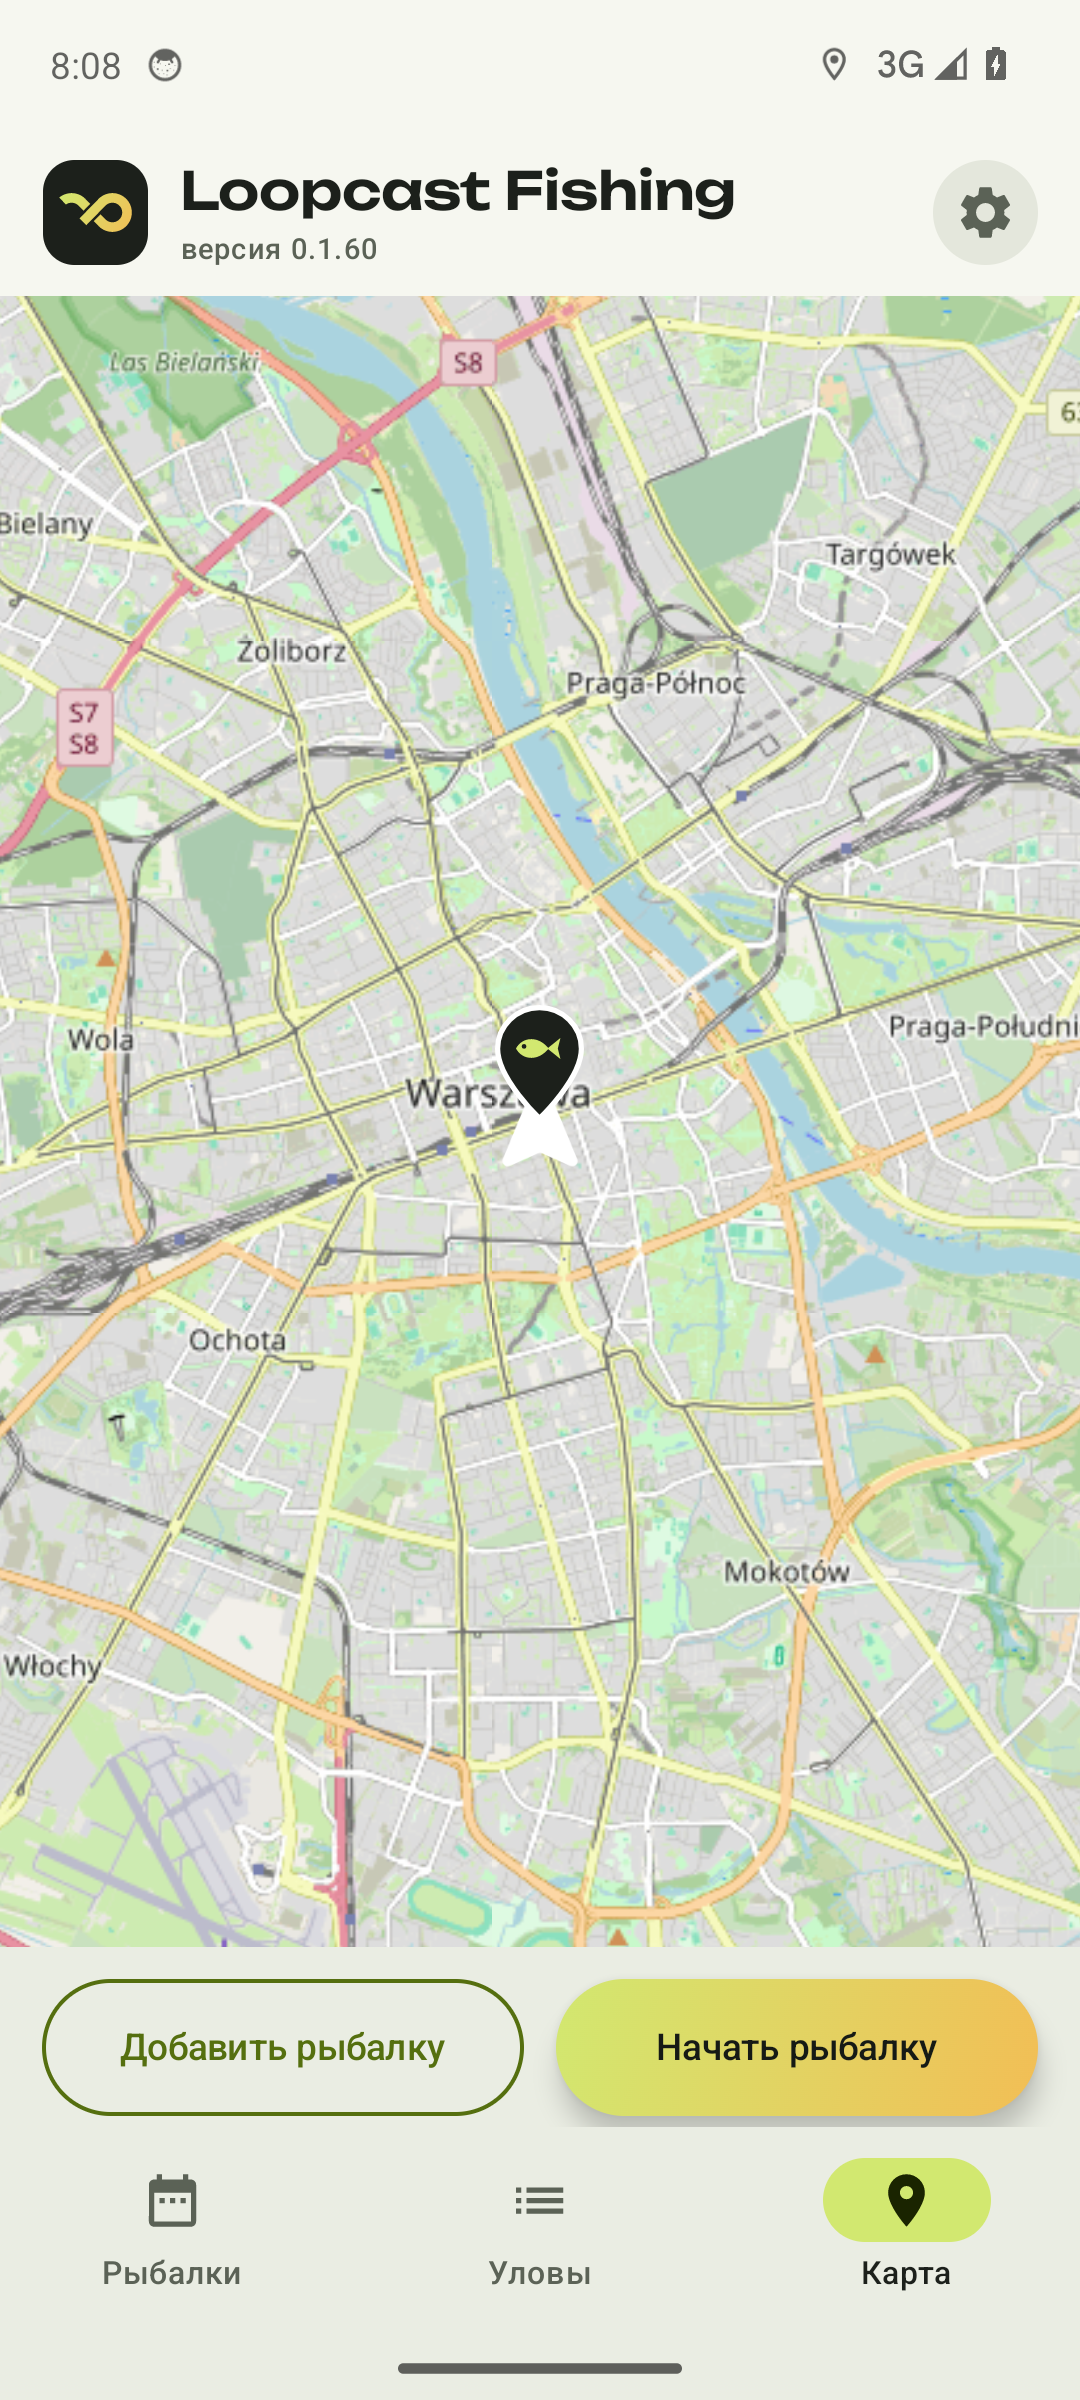 8:08
3G
Loopcast Fishing
версия 0.1.60
Las Bielański
S8
Bielany
Targówek
Żoliborz
Praga-Północ
S7
S8
Wola
Praga-Południ
Ochota
Mokotów
Włochy
Добавить рыбалку
Начать рыбалку
Рыбалки
Уловы
Карта